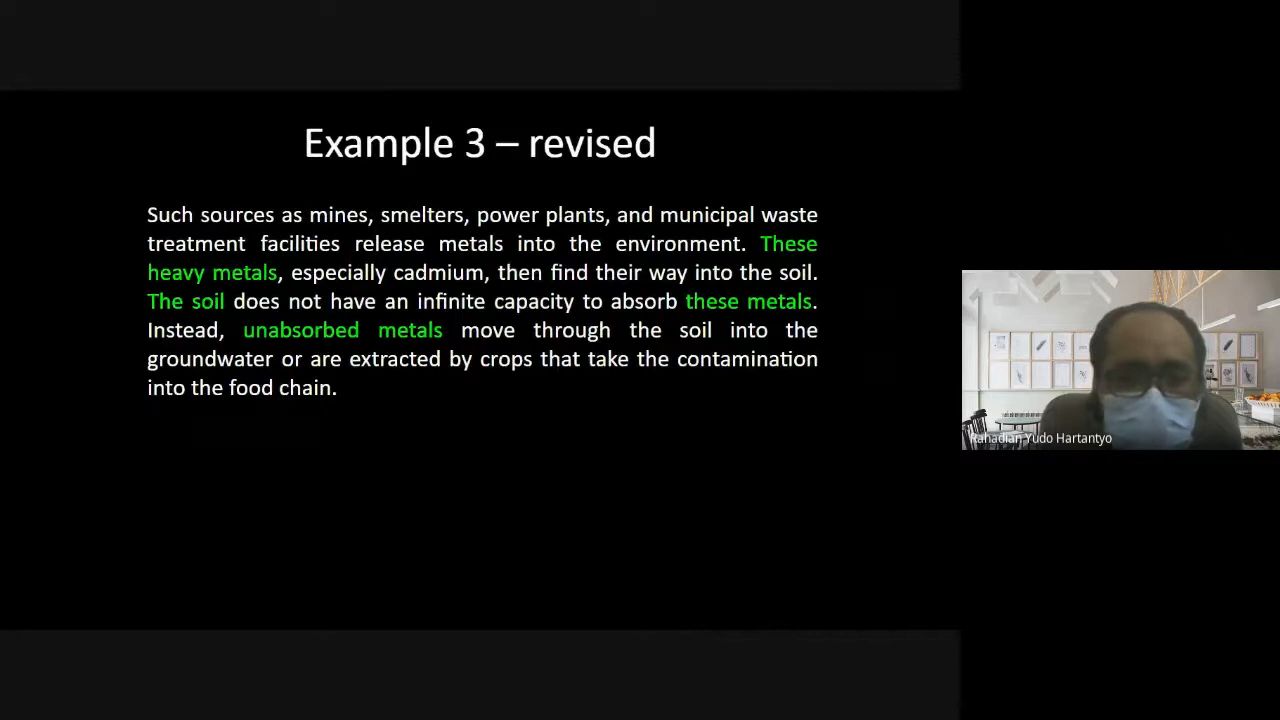 Example 3 – revised
Such sources as mines, smelters, power plants, and municipal waste
treatment facilities release metals into the environment. These
heavy metals, especially cadmium, then find their way into the soil.
The soil does not have an infinite capacity to absorb these metals.
Instead, unabsorbed metals move through the soil into the
groundwater or are extracted by crops that take the contamination
into the food chain.
Rahadian Yudo Hartantyo